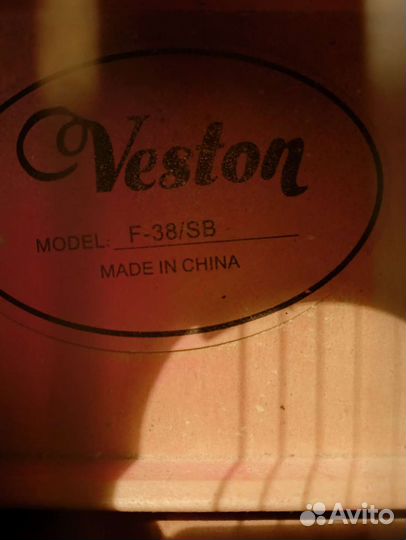 Veston
MODEL: F-38/SB
MADE IN CHINA
Avito